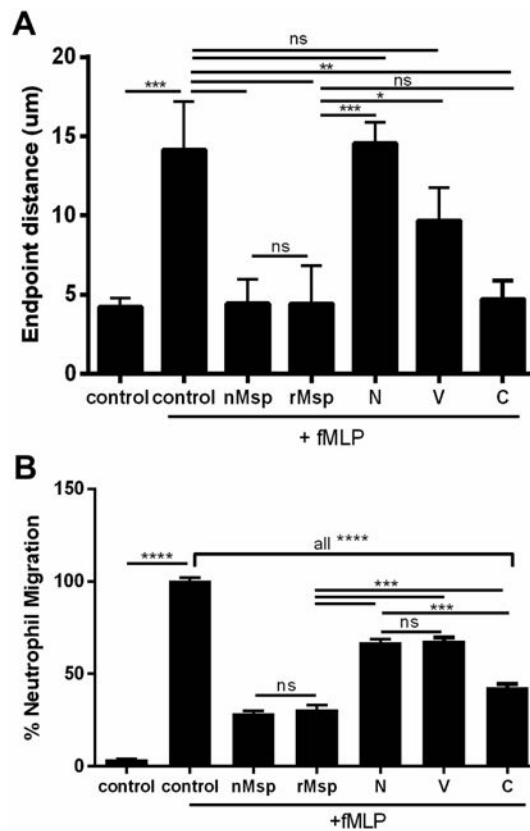 A
Endpoint distance (um)
20
15
10
5
0
ns
**
ns
*
***
***
ns
control
control
nMsp
rMsp
N
V
C
+ fMLP
B
% Neutrophil Migration
150
100
50
0
all ****
****
***
***
ns
ns
control
control
nMsp
rMsp
N
V
C
+fMLP